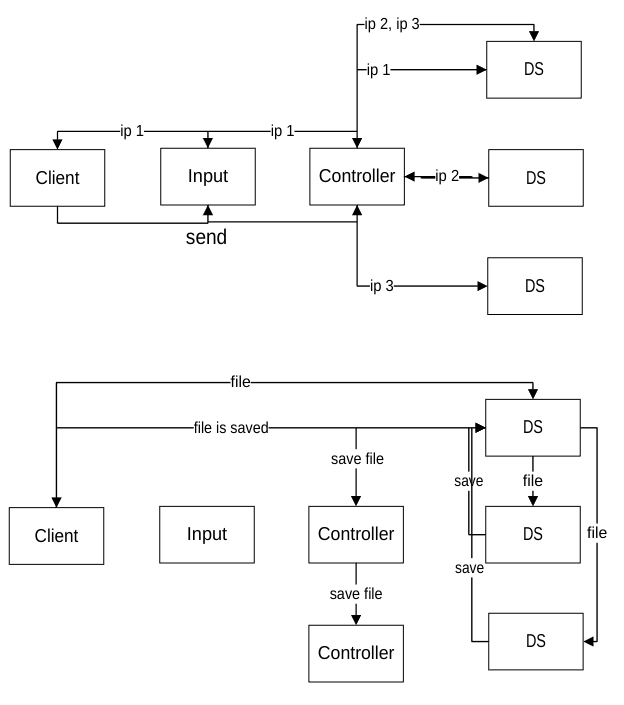 ip 2, ip 3
DS
ip 1
ip 1
ip 1
Client
Input
Controller
ip 2
DS
send
ip 3
DS
file
file is saved
DS
save file
save
file
Client
Input
Controller
DS
file
save
save file
Controller
DS